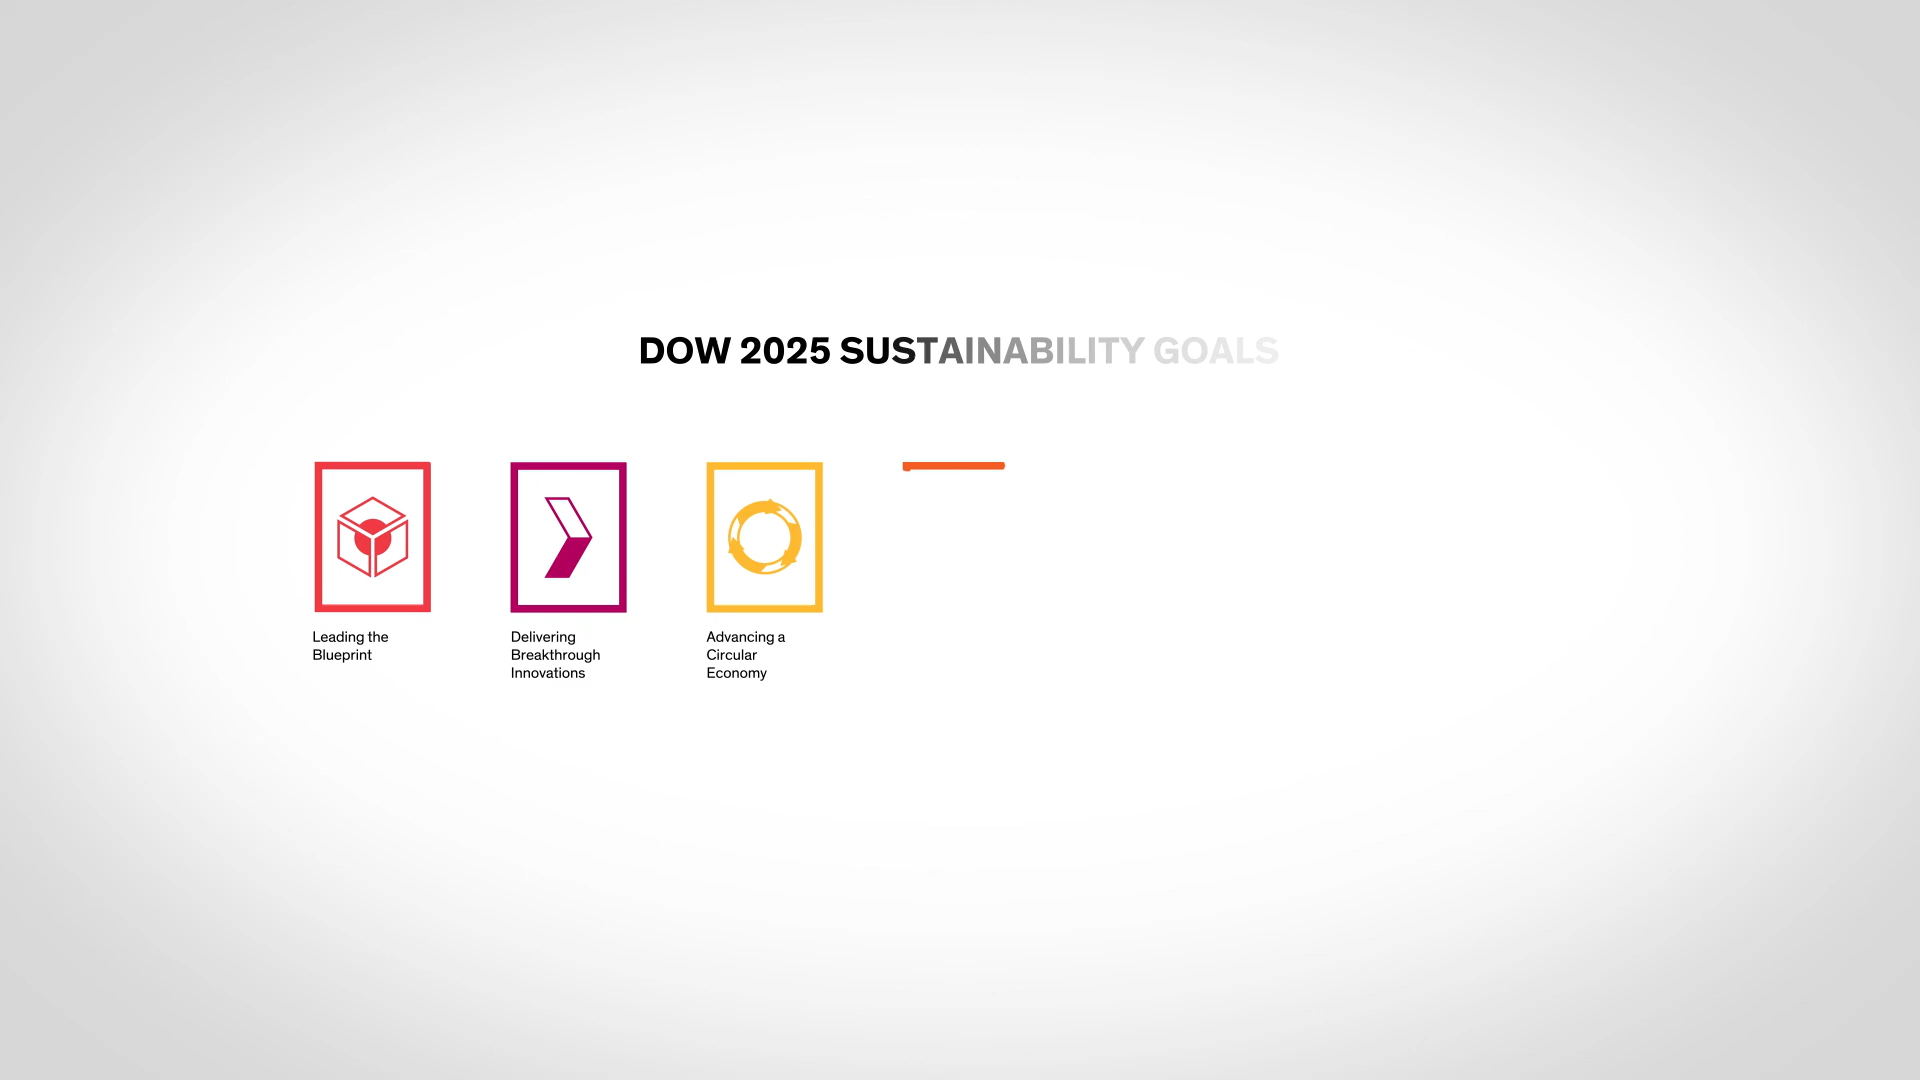 DOW 2025 SUSTAINABILITY GOALS
Leading the
Blueprint
Delivering
Breakthrough
Innovations
Advancing a
Circular
Economy